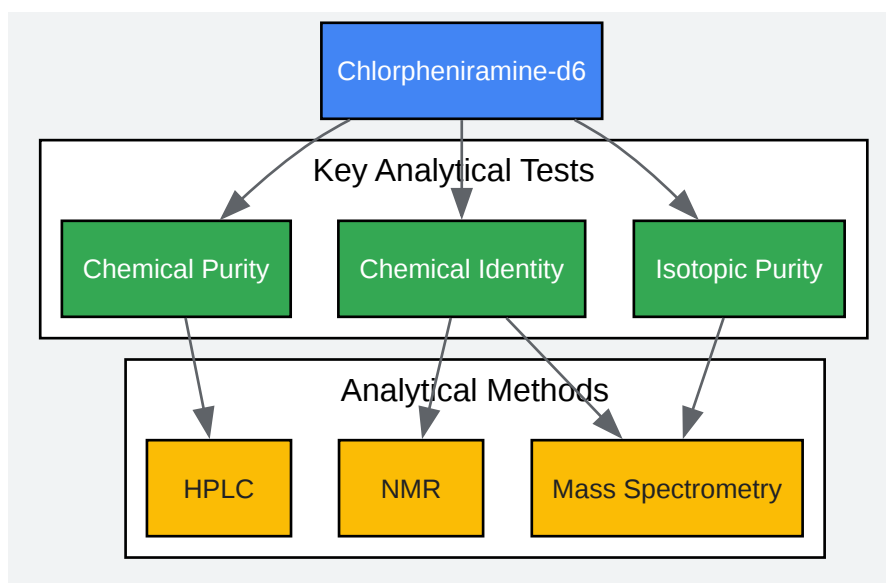 Chlorpheniramine-d6
Key Analytical Tests
Chemical Purity
Chemical Identity
Isotopic Purity
Analytical Methods
HPLC
NMR
Mass Spectrometry